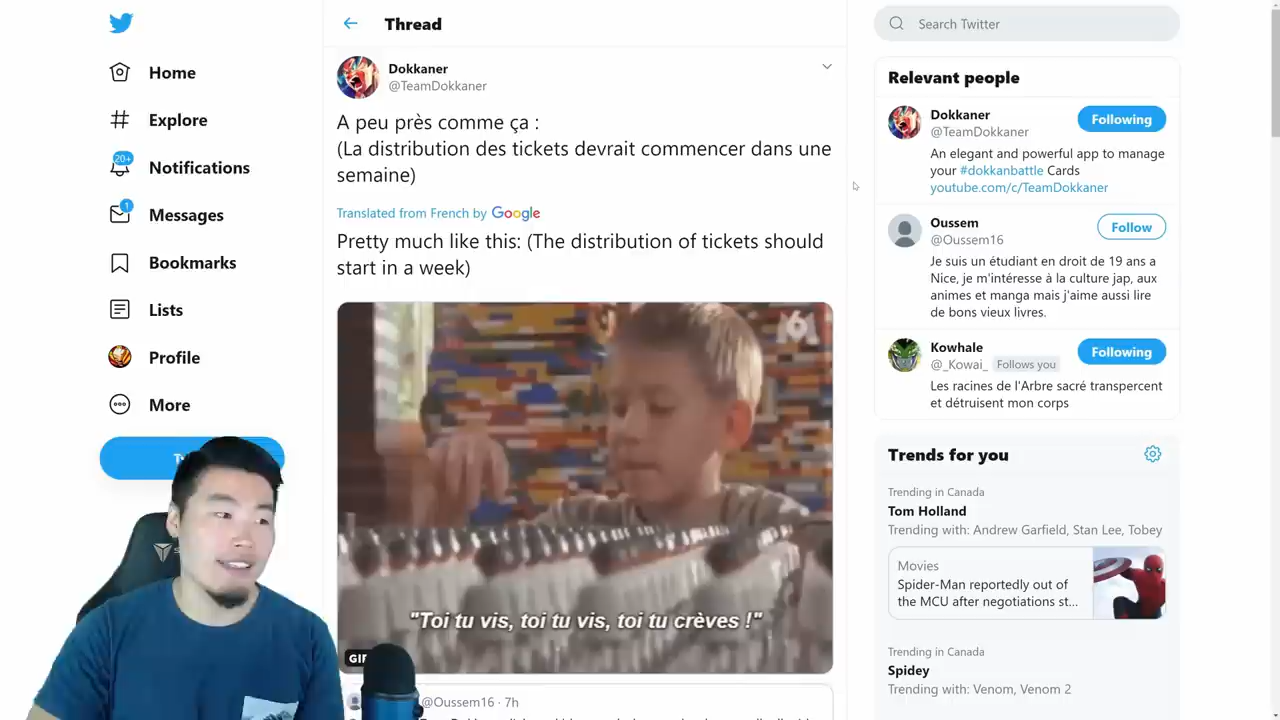 Home
Explore
20+
Notifications
1
Messages
Bookmarks
Lists
Profile
More
Thread
Dokkaner
@TeamDokkaner
A peu près comme ça :
(La distribution des tickets devrait commencer dans une
semaine)
Translated from French by Google
Pretty much like this: (The distribution of tickets should
start in a week)
M6
"Toi tu vis, toi tu vis, toi tu crèves !"
GIF
@Oussem16 · 7h
Search Twitter
Relevant people
Dokkaner
@TeamDokkaner
Following
An elegant and powerful app to manage
your #dokkanbattle Cards
youtube.com/c/TeamDokkaner
Oussem
@Oussem16
Follow
Je suis un étudiant en droit de 19 ans a
Nice, je m'intéresse à la culture jap, aux
animes et manga mais j'aime aussi lire
de bons vieux livres.
Kowhale
@_Kowai_ Follows you
Following
Les racines de l'Arbre sacré transpercent
et détruisent mon corps
Trends for you
Trending in Canada
Tom Holland
Trending with: Andrew Garfield, Stan Lee, Tobey
Movies
Spider-Man reportedly out of
the MCU after negotiations st...
Trending in Canada
Spidey
Trending with: Venom, Venom 2